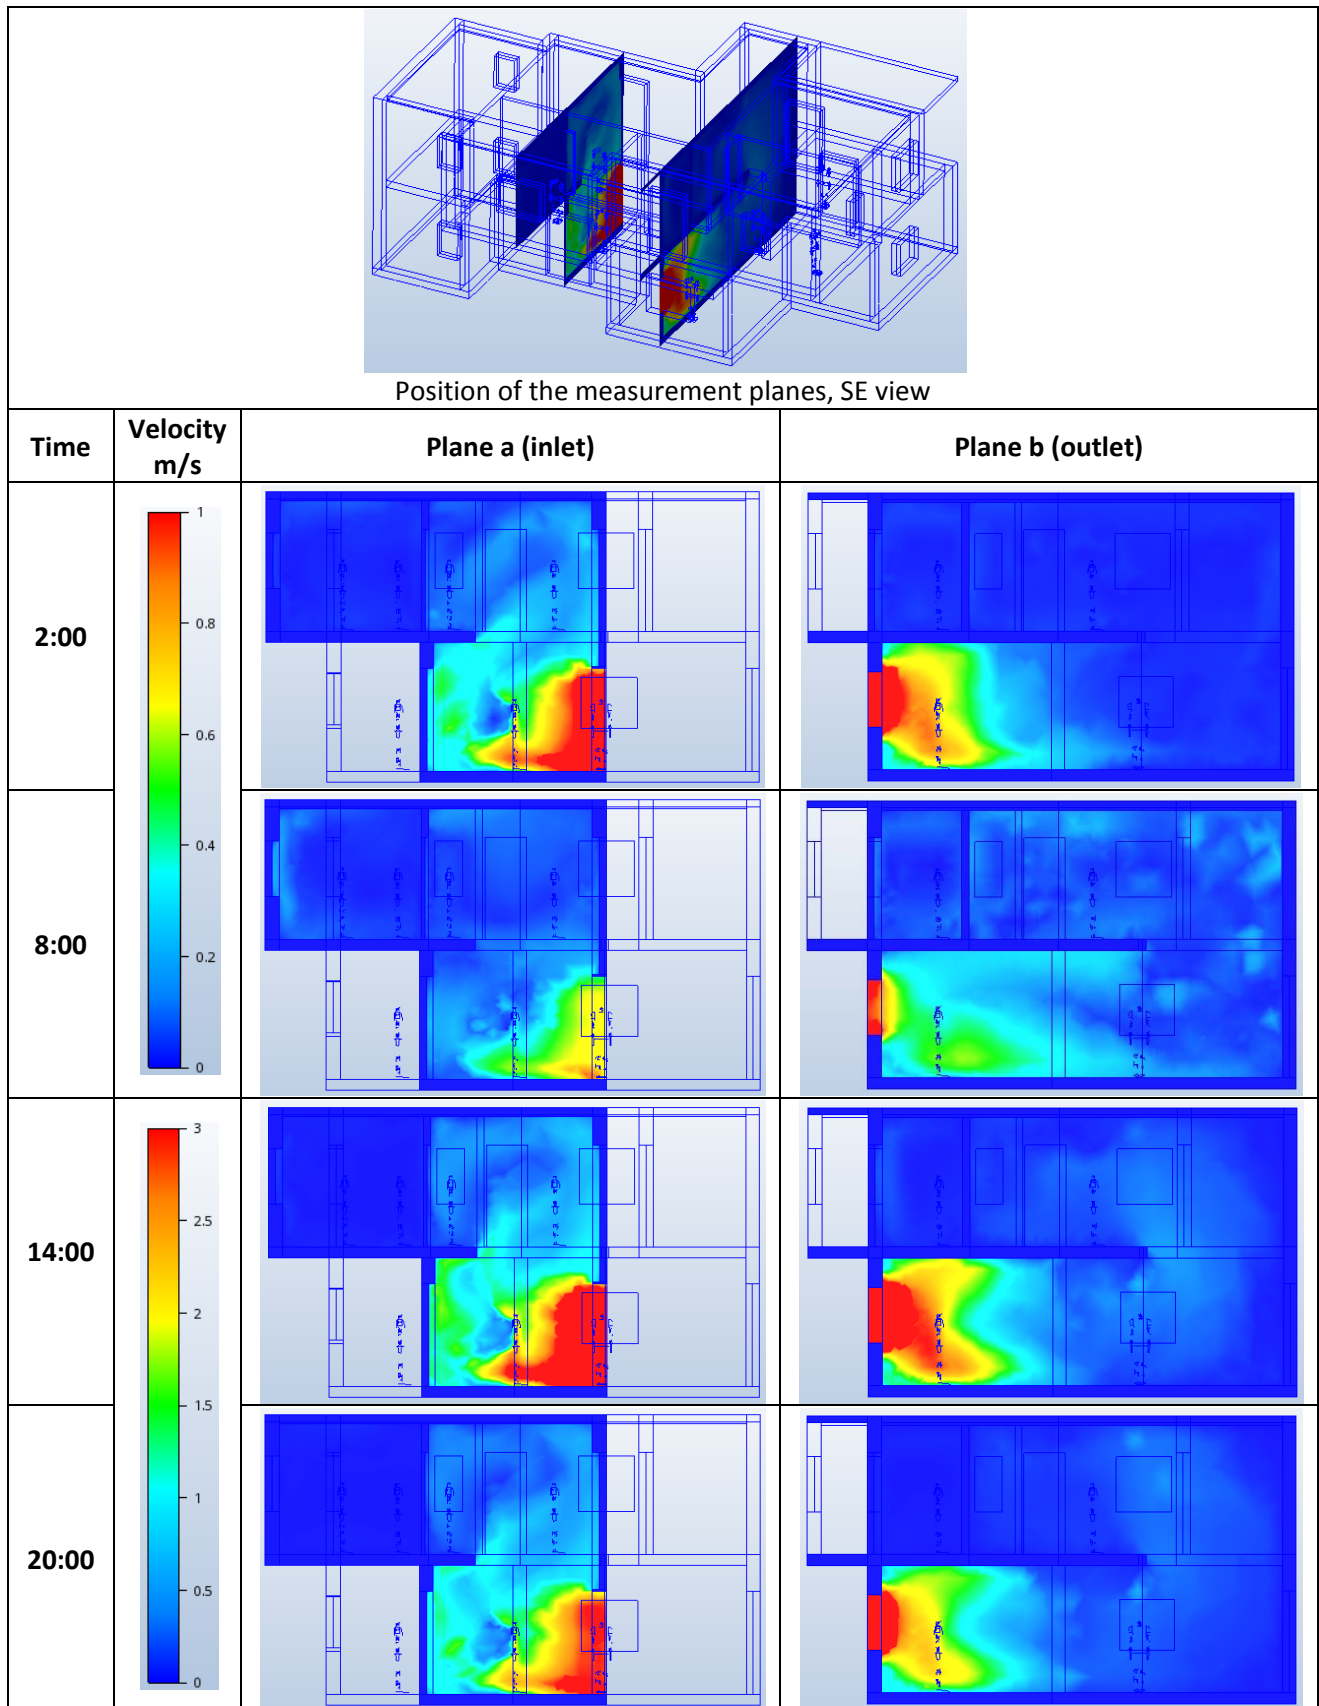 Position of the measurement planes, SE view
Time
Velocity
m/s
Plane a (inlet)
Plane b (outlet)
2:00
1
0.8
0.6
0.4
0.2
0
8:00
14:00
3
2.5
2
1.5
1
0.5
0
20:00